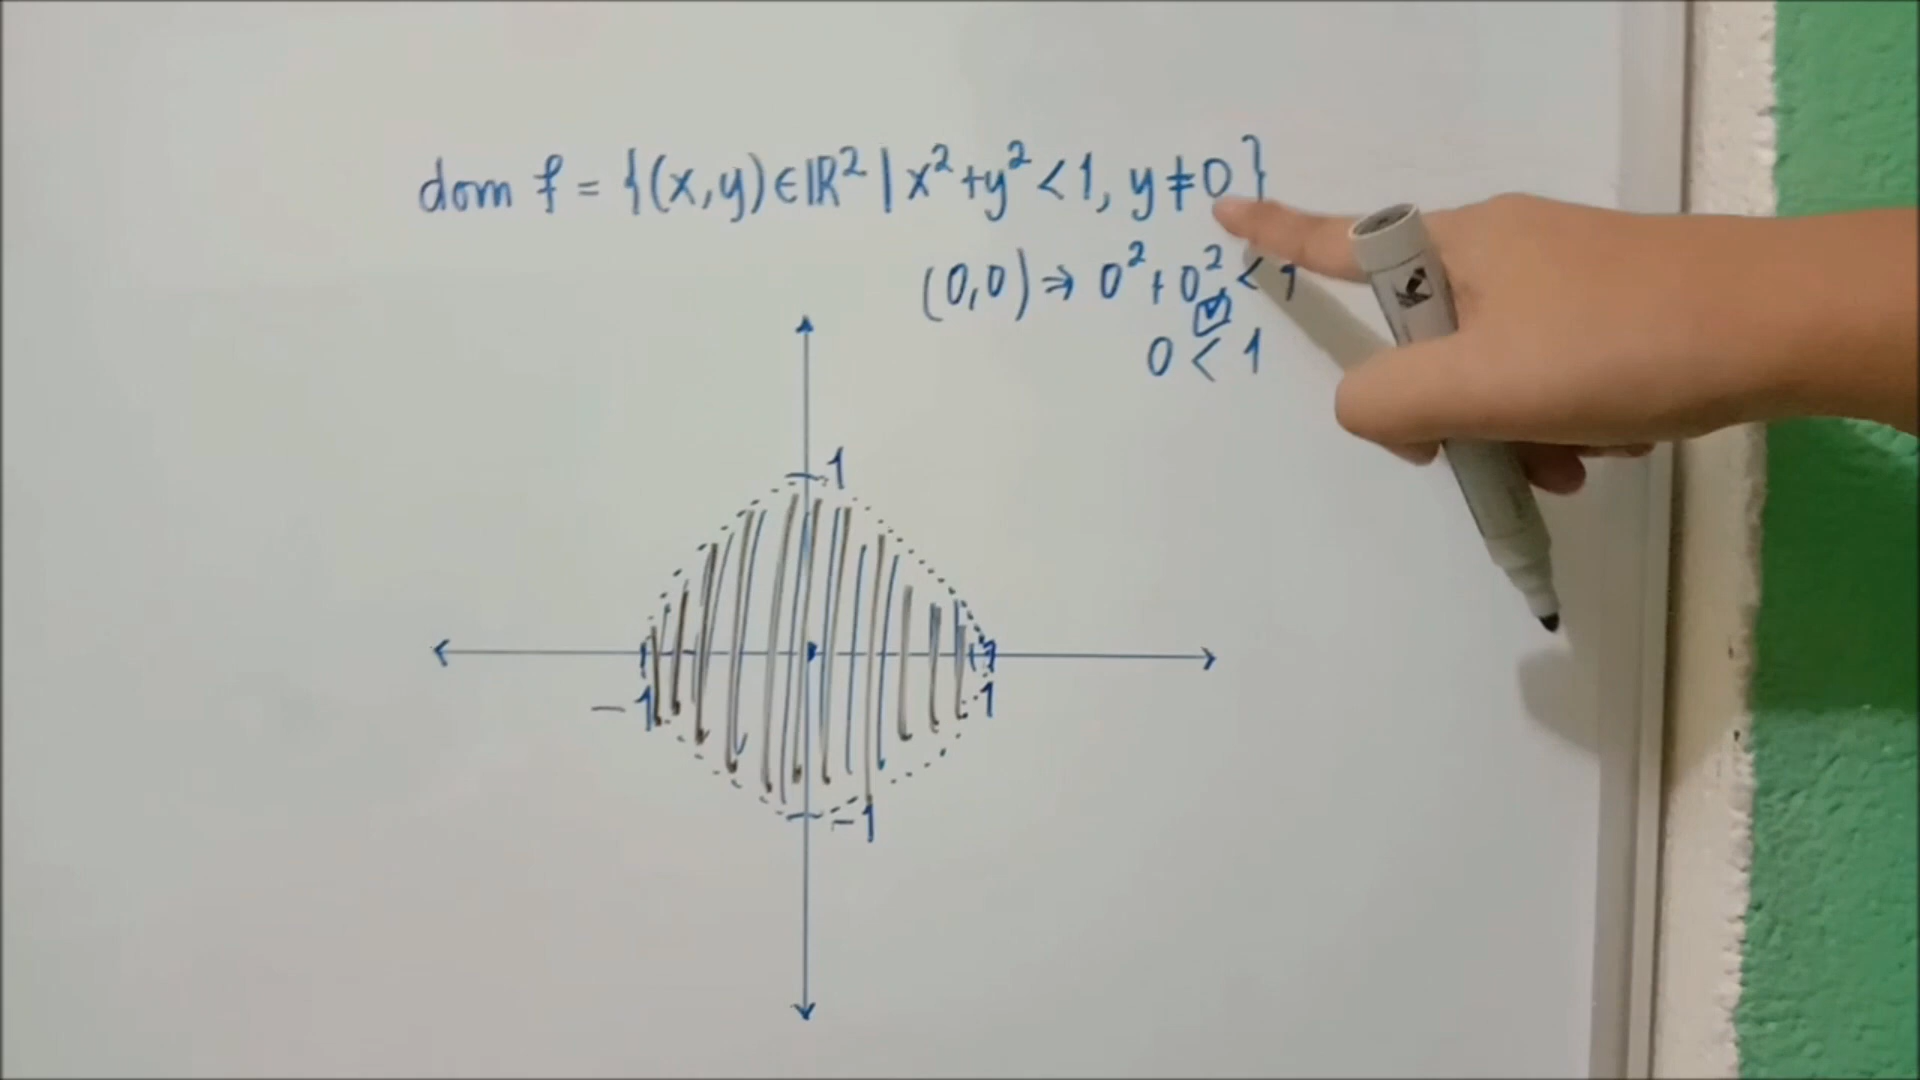 dom f = {(x,y)∈ℝ² | x²+y² < 1, y≠0}
(0,0) ⇒ 0² + 0² < 1
0 < 1
1
-1
1
-1